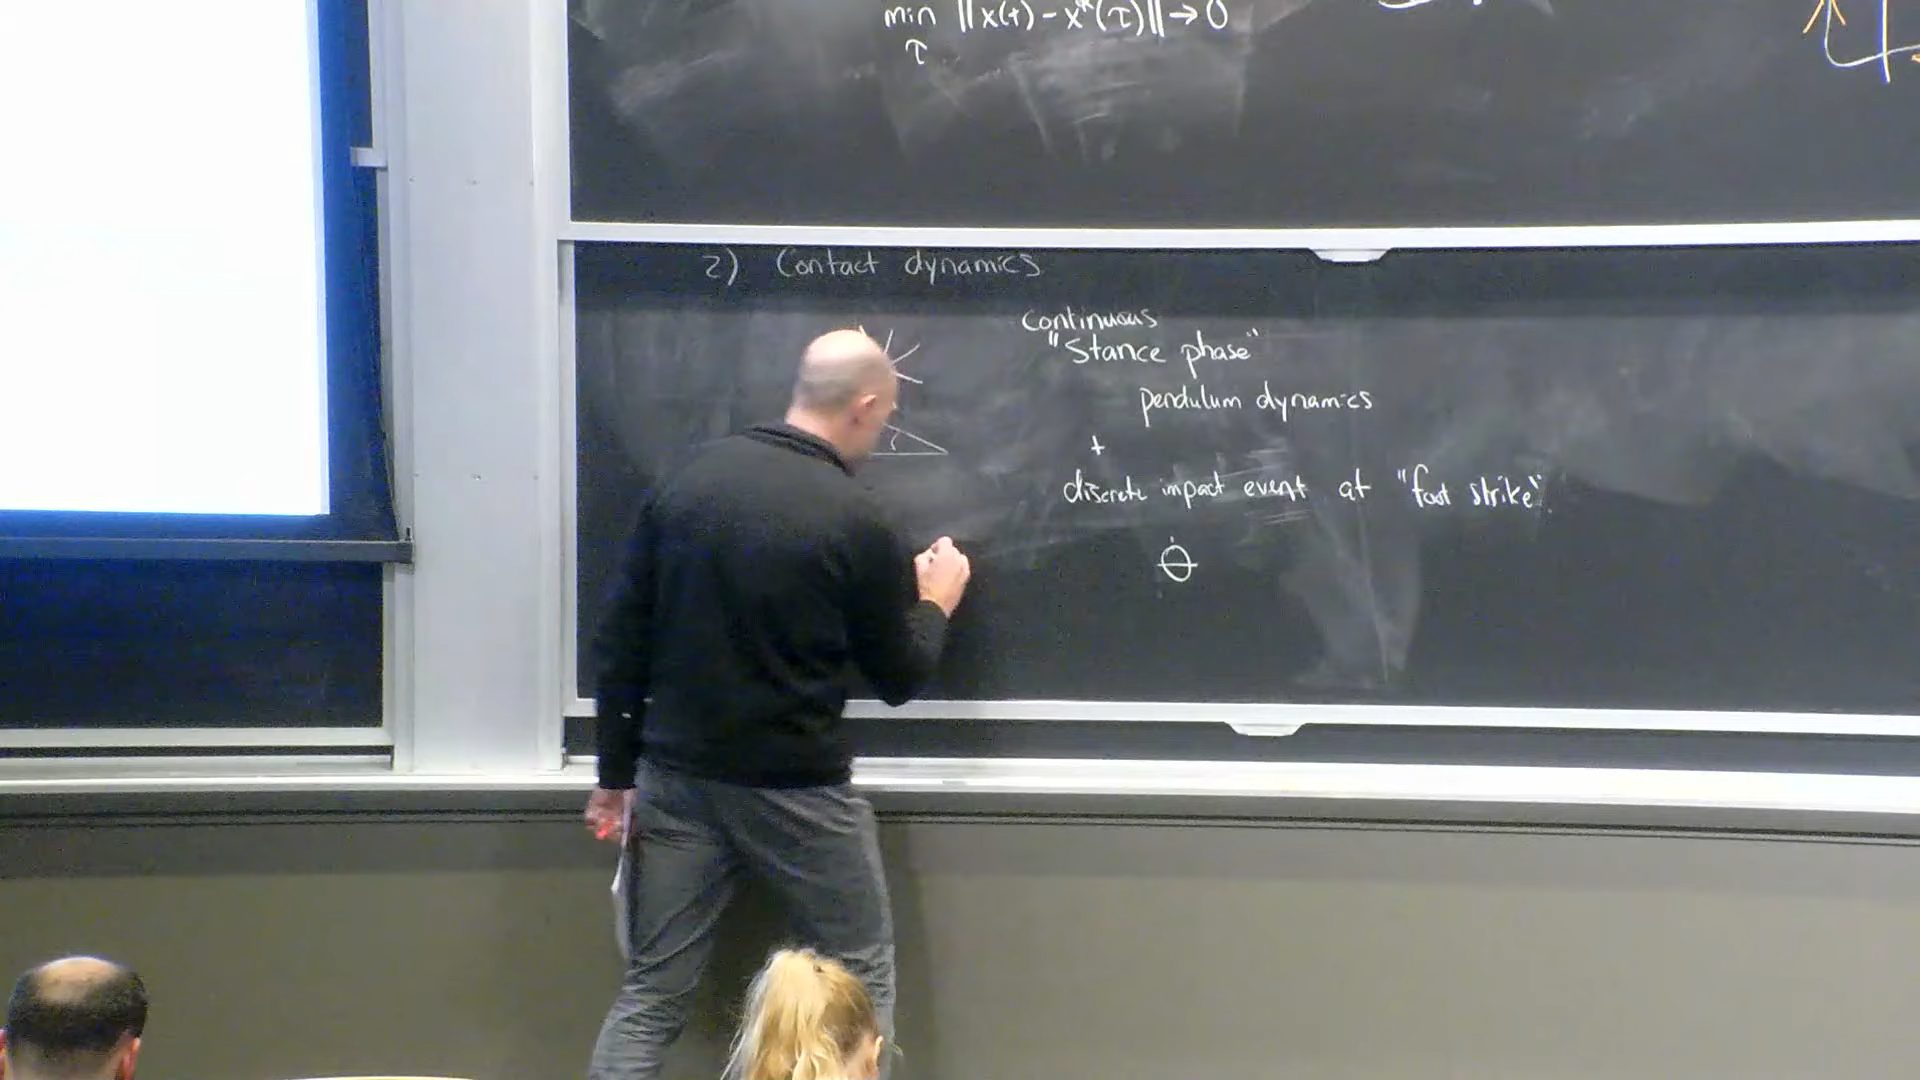 min ||x(t) - x*(τ)|| → 0
τ
2) Contact dynamics
Continuous
"Stance phase"
pendulum dynamics
+
discrete impact event at "foot strike".
θ̇